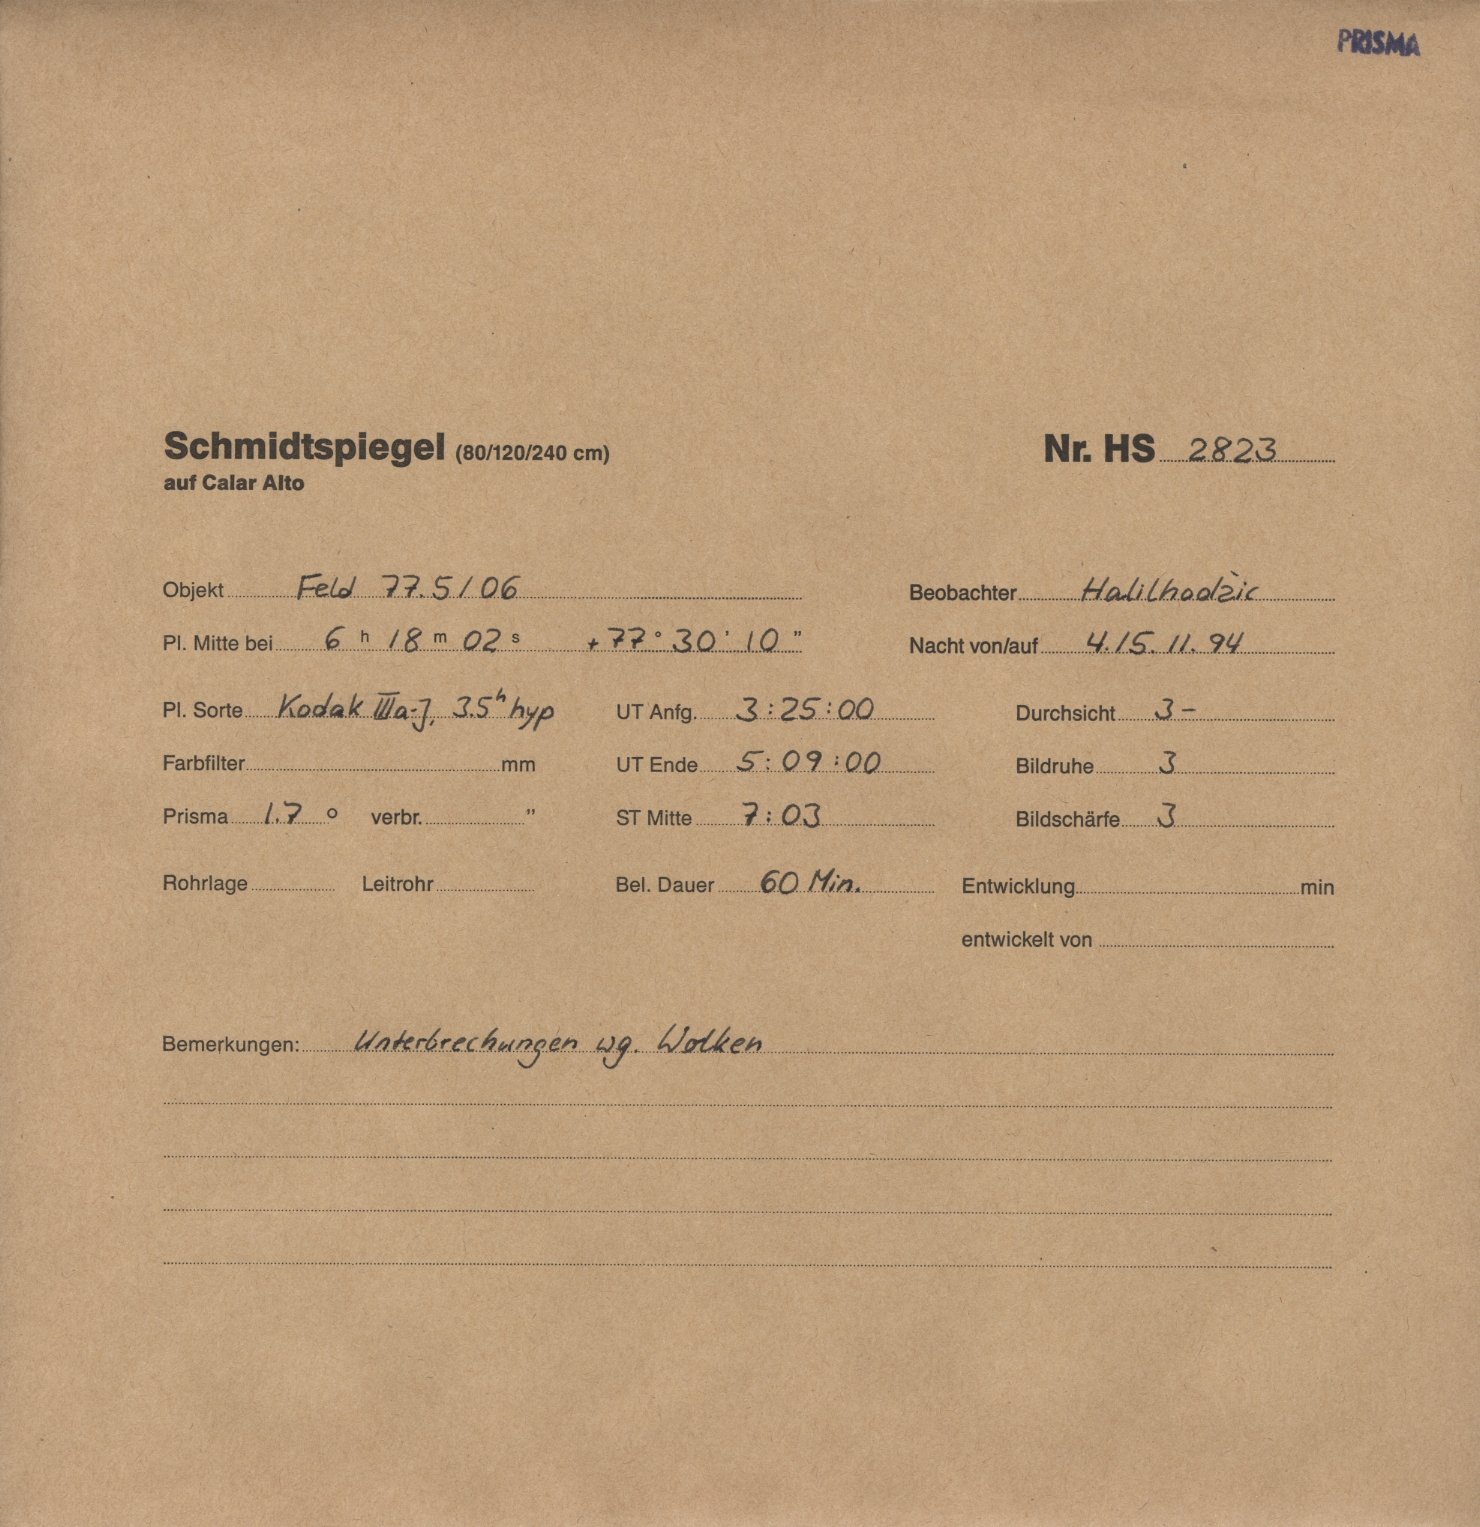 PRISMA
Schmidtspiegel (80/120/240 cm) Nr. HS 2823
auf Calar Alto
Objekt Feld 77.5/06 Beobachter Halilhodžic
Pl. Mitte bei 6 h 18 m 02 s +77° 30' 10" Nacht von/auf 4./5. 11. 94
Pl. Sorte Kodak IIIa-J, 3.5h hyp UT Anfg. 3:25:00 Durchsicht 3-
Farbfilter mm UT Ende 5:09:00 Bildruhe 3
Prisma 1.7 ° verbr. " ST Mitte 7:03 Bildschärfe 3
Rohrlage Leitrohr Bel. Dauer 60 Min. Entwicklung min
entwickelt von
Bemerkungen: Unterbrechungen wg. Wolken